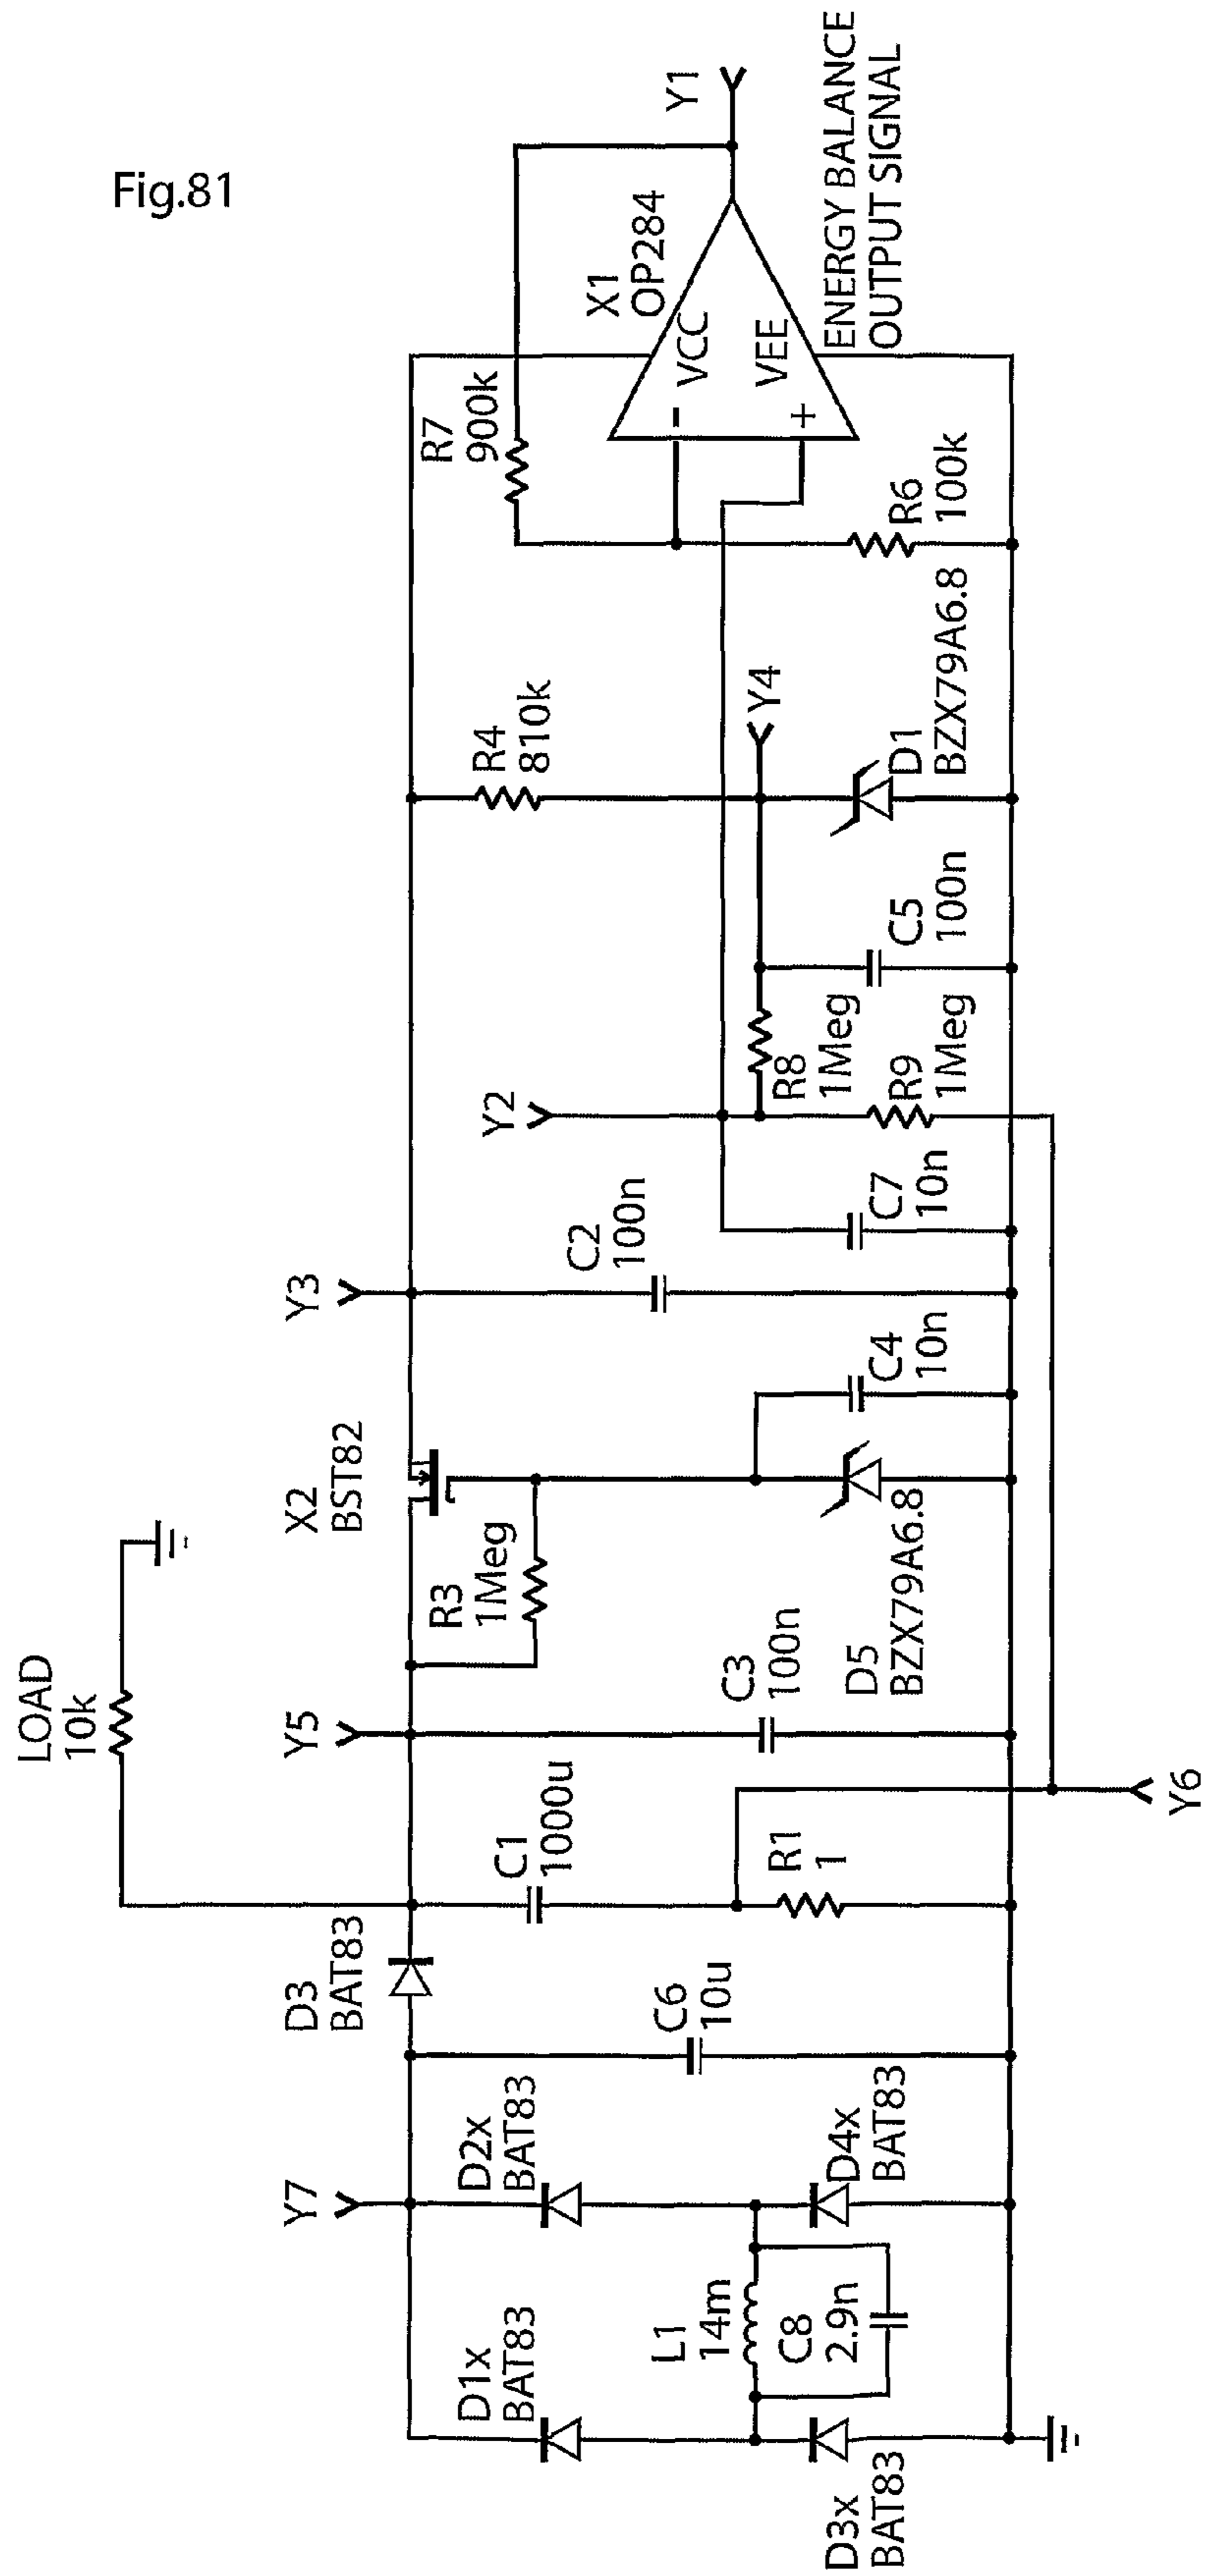 Fig.81
LOAD
10k
D1x
BAT83
D3x
BAT83
L1
14m
C8
2.9n
Y7
D2x
BAT83
D4x
BAT83
C6
10u
D3
BAT83
C1
1000u
R1
1
Y6
Y5
C3
100n
R3
1Meg
X2
BST82
D5
BZX79A6.8
C4
10n
Y3
C2
100n
C7
10n
Y2
R8
1Meg
R9
1Meg
C5
100n
R4
810k
Y4
D1
BZX79A6.8
R7
900k
R6
100k
X1
OP284
VCC
VEE
-
+
Y1
ENERGY BALANCE
OUTPUT SIGNAL